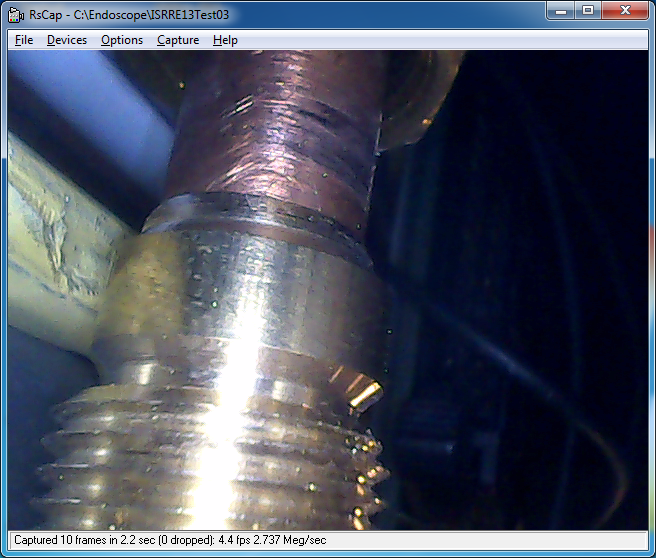 RsCap - C:\Endoscope\ISRRE13Test03
File Devices Options Capture Help
Captured 10 frames in 2.2 sec (0 dropped): 4.4 fps 2.737 Meg/sec